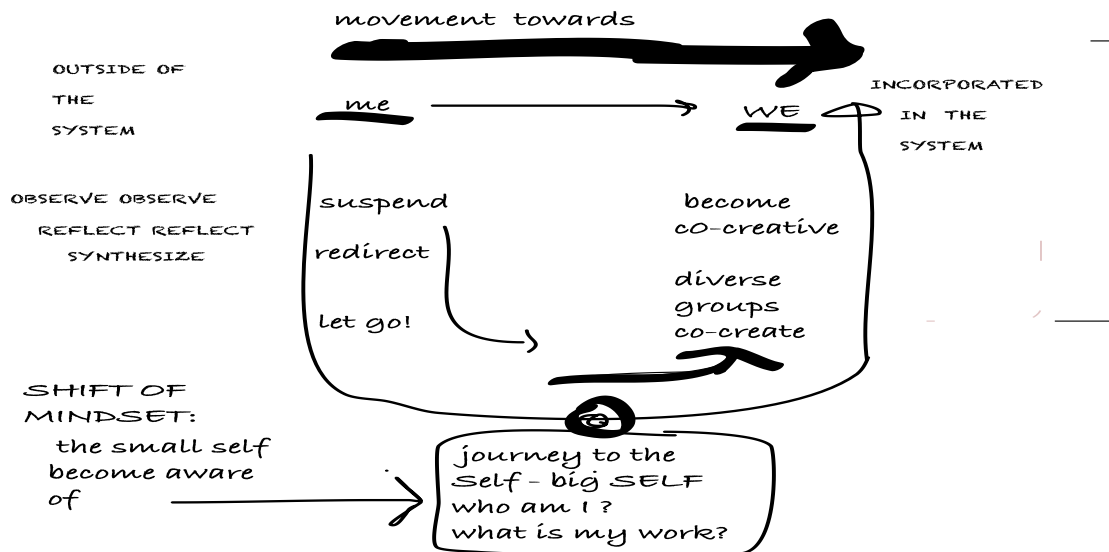 movement towards
OUTSIDE OF
THE
SYSTEM
me
WE
INCORPORATED
IN THE
SYSTEM
OBSERVE OBSERVE
REFLECT REFLECT
SYNTHESIZE
suspend
redirect
let go!
become
co-creative
diverse
groups
co-create
SHIFT OF
MINDSET:
the small self
become aware
of
journey to the
Self - big SELF
who am I ?
what is my work?